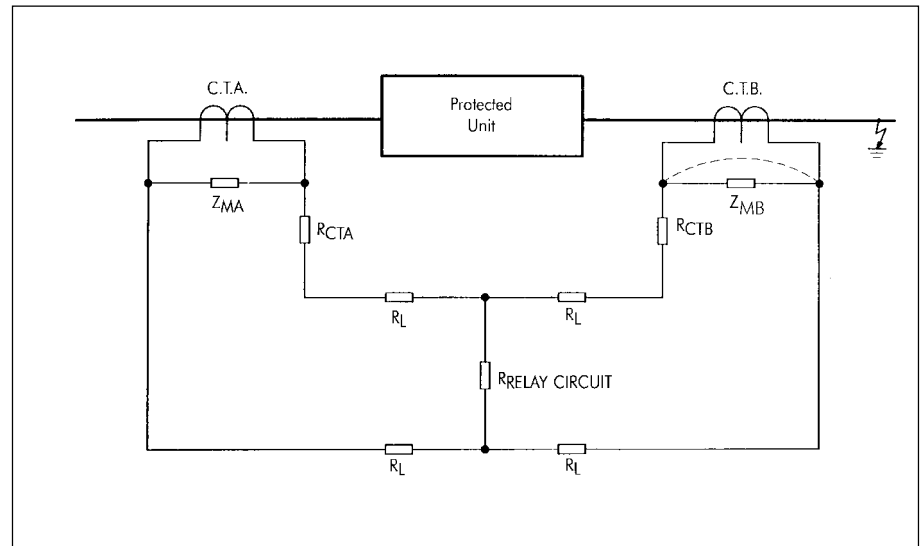 C.T.A.
Protected
Unit
C.T.B.
ZMA
ZMB
RCTA
RCTB
RL
RL
RRELAY CIRCUIT
RL
RL